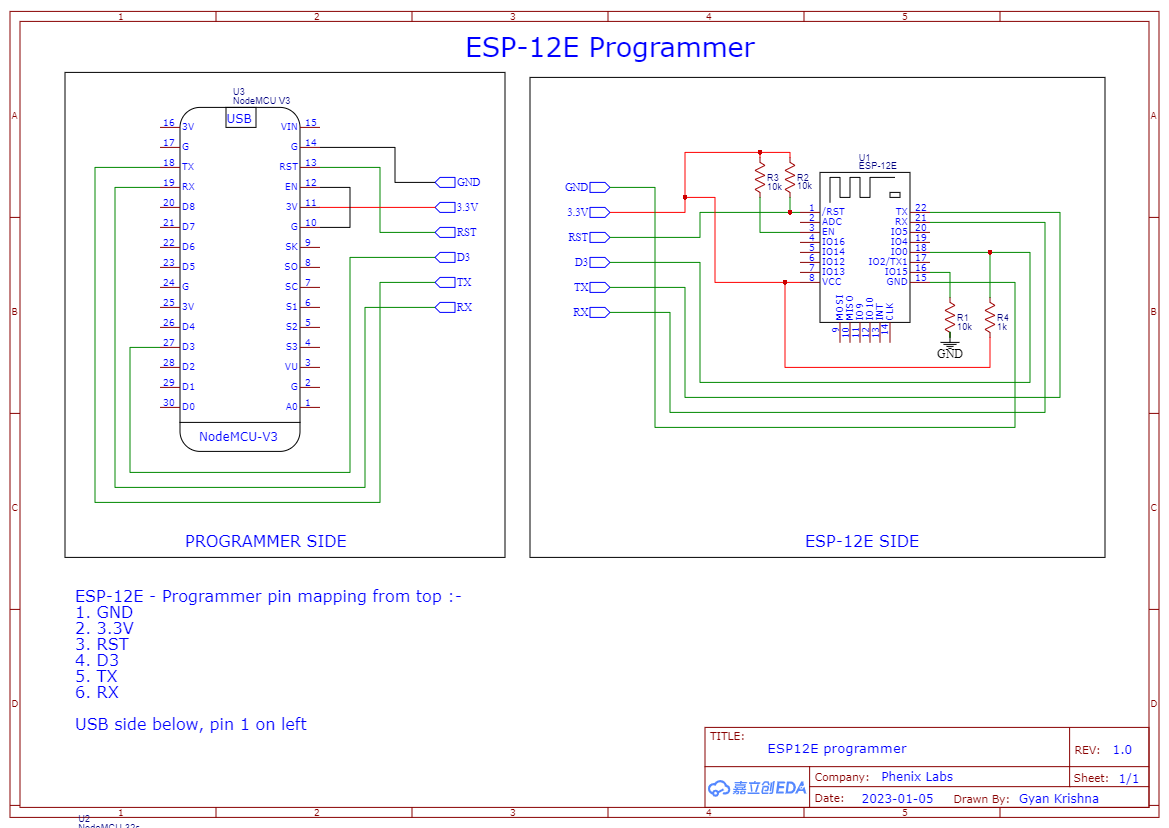 1 2 3 4 5
ESP-12E Programmer
A A
B B
C C
D D
U3
NodeMCU V3
USB
16 3V VIN 15
17 G G 14
18 TX RST 13
19 RX EN 12
20 D8 3V 11
21 D7 G 10
22 D6 SK 9
23 D5 SO 8
24 G SC 7
25 3V S1 6
26 D4 S2 5
27 D3 S3 4
28 D2 VU 3
29 D1 G 2
30 D0 A0 1
NodeMCU-V3
GND
3.3V
RST
D3
TX
RX
PROGRAMMER SIDE
GND
3.3V
RST
D3
TX
RX
R3
10k
R2
10k
U1
ESP-12E
1 /RST TX 22
2 ADC RX 21
3 EN IO5 20
4 IO16 IO4 19
5 IO14 IO0 18
6 IO12 IO2/TX1 17
7 IO13 IO15 16
8 VCC GND 15
MOSI MISO IO9 IO10 INT CLK
9 10 11 12 13 14
R1
10k
R4
1k
GND
ESP-12E SIDE
ESP-12E - Programmer pin mapping from top :-
1. GND
2. 3.3V
3. RST
4. D3
5. TX
6. RX
USB side below, pin 1 on left
TITLE:
ESP12E programmer
REV: 1.0
嘉立创EDA
Company: Phenix Labs
Sheet: 1/1
Date: 2023-01-05 Drawn By: Gyan Krishna
1 2 3 4 5
U2
NodeMCU 32s